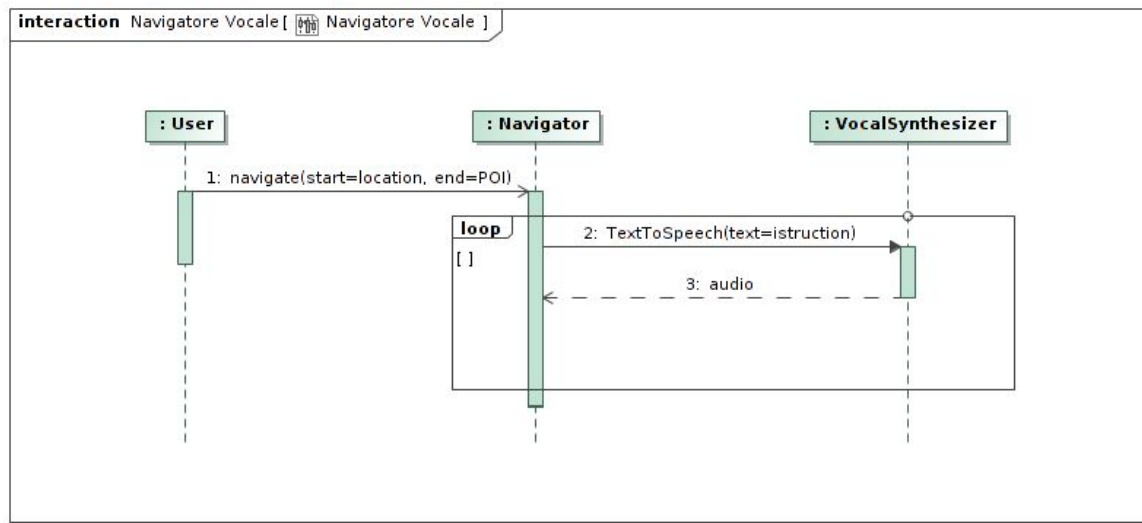 interaction Navigatore Vocale [ Navigatore Vocale ]
: User
: Navigator
: VocalSynthesizer
1: navigate(start=location, end=POI)
loop
2: TextToSpeech(text=istruction)
[ ]
3: audio